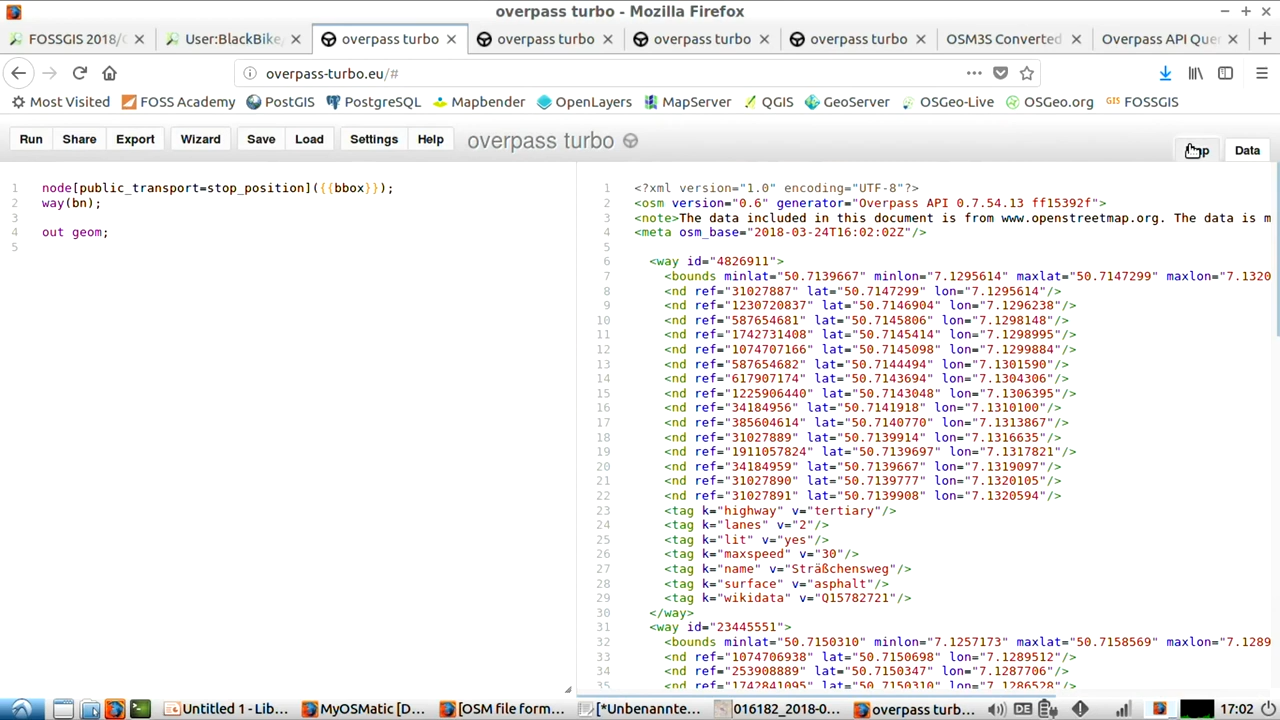 overpass turbo - Mozilla Firefox
FOSSGIS 2018/
User:BlackBike
overpass turbo
overpass turbo
overpass turbo
overpass turbo
OSM3S Converted
Overpass API Que
overpass-turbo.eu/#
Most Visited
FOSS Academy
PostGIS
PostgreSQL
Mapbender
OpenLayers
MapServer
QGIS
GeoServer
OSGeo-Live
OSGeo.org
GIS FOSSGIS
Run
Share
Export
Wizard
Save
Load
Settings
Help
overpass turbo
Data
1 node[public_transport=stop_position]({{bbox}});
2 way(bn);
3
4 out geom;
5
1 <?xml version="1.0" encoding="UTF-8"?>
2 <osm version="0.6" generator="Overpass API 0.7.54.13 ff15392f">
3 <note>The data included in this document is from www.openstreetmap.org. The data is m
4 <meta osm_base="2018-03-24T16:02:02Z"/>
5
6 <way id="4826911">
7 <bounds minlat="50.7139667" minlon="7.1295614" maxlat="50.7147299" maxlon="7.1320
8 <nd ref="31027887" lat="50.7147299" lon="7.1295614"/>
9 <nd ref="1230720837" lat="50.7146904" lon="7.1296238"/>
10 <nd ref="587654681" lat="50.7145806" lon="7.1298148"/>
11 <nd ref="1742731408" lat="50.7145414" lon="7.1298995"/>
12 <nd ref="1074707166" lat="50.7145098" lon="7.1299884"/>
13 <nd ref="587654682" lat="50.7144494" lon="7.1301590"/>
14 <nd ref="617907174" lat="50.7143694" lon="7.1304306"/>
15 <nd ref="1225906440" lat="50.7143048" lon="7.1306395"/>
16 <nd ref="34184956" lat="50.7141918" lon="7.1310100"/>
17 <nd ref="385604614" lat="50.7140770" lon="7.1313867"/>
18 <nd ref="31027889" lat="50.7139914" lon="7.1316635"/>
19 <nd ref="1911057824" lat="50.7139697" lon="7.1317821"/>
20 <nd ref="34184959" lat="50.7139667" lon="7.1319097"/>
21 <nd ref="31027890" lat="50.7139777" lon="7.1320105"/>
22 <nd ref="31027891" lat="50.7139908" lon="7.1320594"/>
23 <tag k="highway" v="tertiary"/>
24 <tag k="lanes" v="2"/>
25 <tag k="lit" v="yes"/>
26 <tag k="maxspeed" v="30"/>
27 <tag k="name" v="Sträßchensweg"/>
28 <tag k="surface" v="asphalt"/>
29 <tag k="wikidata" v="Q15782721"/>
30 </way>
31 <way id="23445551">
32 <bounds minlat="50.7150310" minlon="7.1257173" maxlat="50.7158569" maxlon="7.1289
33 <nd ref="1074706938" lat="50.7150698" lon="7.1289512"/>
34 <nd ref="253908889" lat="50.7150347" lon="7.1287706"/>
35 <nd ref="1742841095" lat="50.7150310" lon="7.1286528"/>
Untitled 1 - Lib...
MyOSMatic [D...
[OSM file form...
[*Unbenannte...
016182_2018-0...
overpass turbo...
DE
17:02